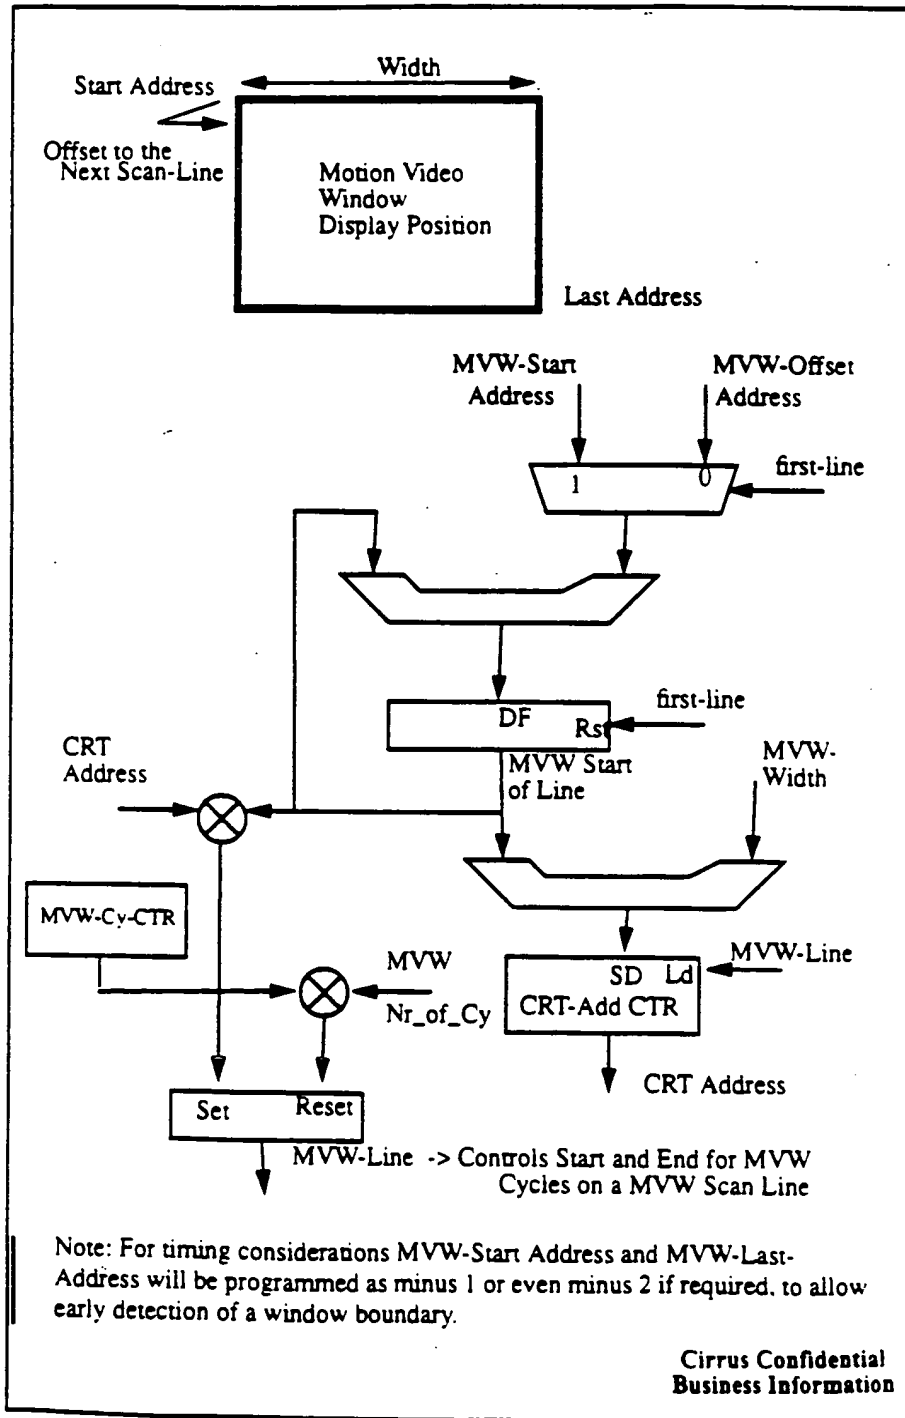 Width
Start Address
Offset to the
Next Scan-Line
Motion Video
Window
Display Position
Last Address
MVW-Start
Address
MVW-Offset
Address
1
0
first-line
DF
Rst
first-line
MVW Start
of Line
MVW-
Width
CRT
Address
MVW-Cy-CTR
MVW
Nr_of_Cy
SD Ld
CRT-Add CTR
MVW-Line
CRT Address
Set Reset
MVW-Line -> Controls Start and End for MVW
Cycles on a MVW Scan Line
Note: For timing considerations MVW-Start Address and MVW-Last-
Address will be programmed as minus 1 or even minus 2 if required, to allow
early detection of a window boundary.
Cirrus Confidential
Business Information